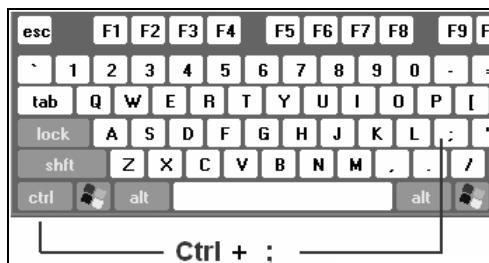 esc F1 F2 F3 F4 F5 F6 F7 F8 F9 F
` 1 2 3 4 5 6 7 8 9 0 - =
tab Q W E R T Y U I O P [
lock A S D F G H J K L ; '
shft Z X C V B N M , . /
ctrl alt alt
Ctrl + ;